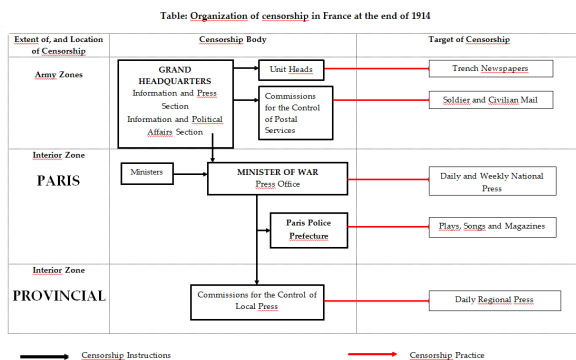 Table: Organization of censorship in France at the end of 1914
Extent of, and Location
of Censorship
Censorship Body
Target of Censorship
Army Zones
GRAND
HEADQUARTERS
Information and Press
Section
Information and Political
Affairs Section
Unit Heads
Trench Newspapers
Commissions
for the Control
of Postal
Services
Soldier and Civilian Mail
Interior Zone
PARIS
Ministers
MINISTER OF WAR
Press Office
Daily and Weekly National
Press
Paris Police
Prefecture
Plays, Songs and Magazines
Interior Zone
PROVINCIAL
Commissions for the Control of
Local Press
Daily Regional Press
Censorship Instructions
Censorship Practice